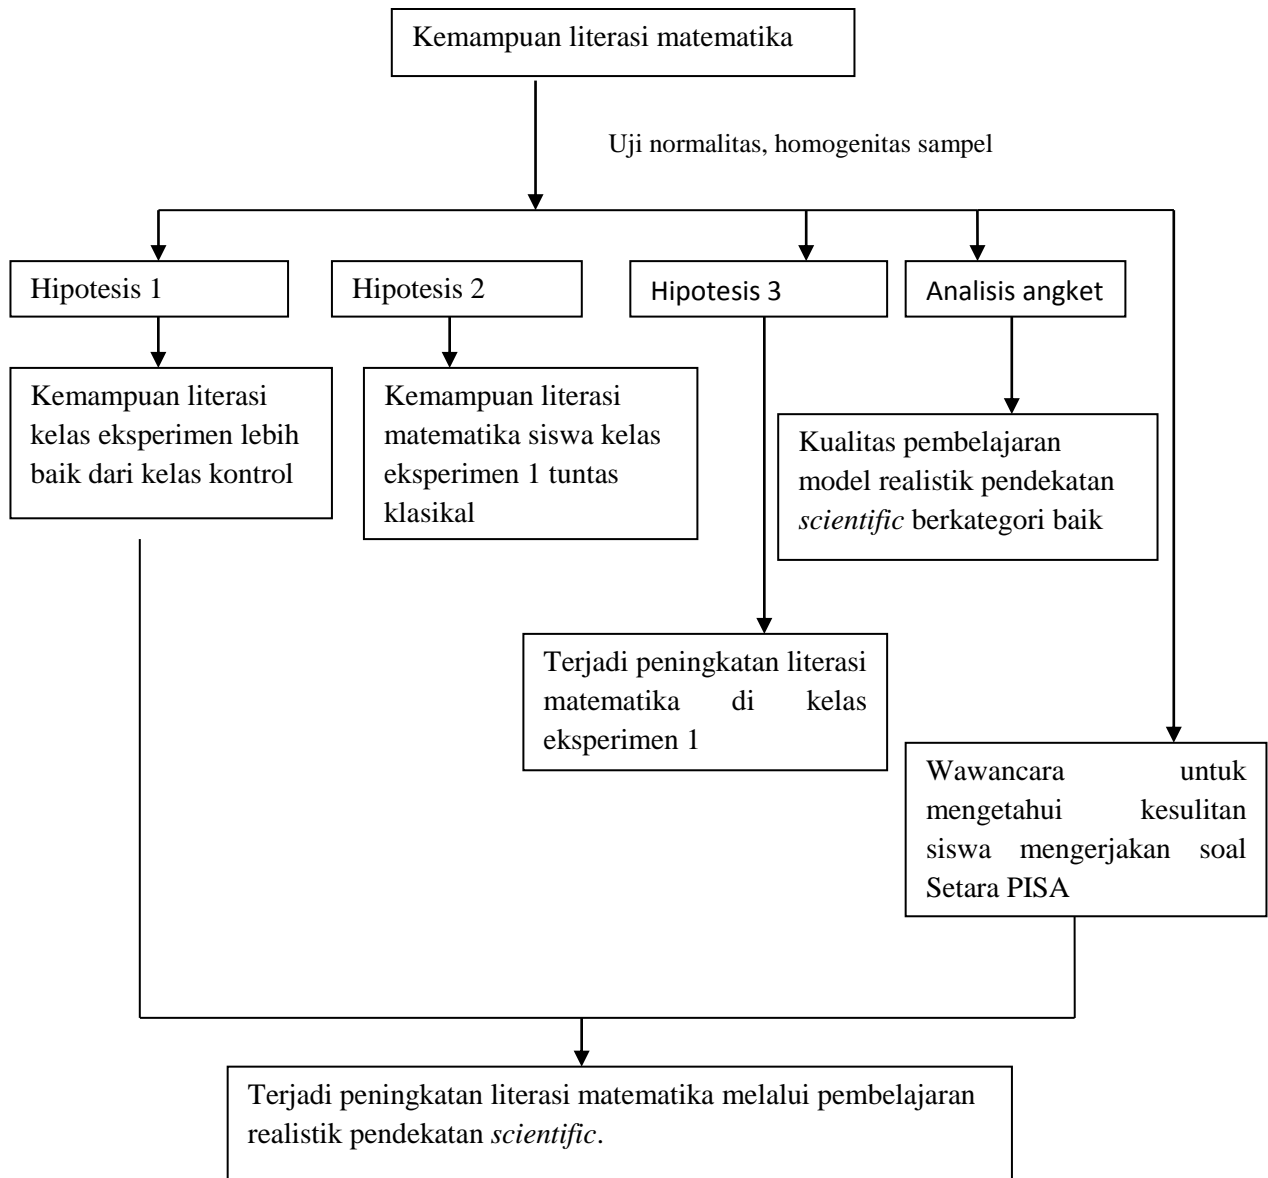 Kemampuan literasi matematika
Uji normalitas, homogenitas sampel
Hipotesis 1
Hipotesis 2
Hipotesis 3
Analisis angket
Kemampuan literasi
kelas eksperimen lebih
baik dari kelas kontrol
Kemampuan literasi
matematika siswa kelas
eksperimen 1 tuntas
klasikal
Kualitas pembelajaran
model realistik pendekatan
scientific berkategori baik
Terjadi peningkatan literasi
matematika di kelas
eksperimen 1
Wawancara untuk
mengetahui kesulitan
siswa mengerjakan soal
Setara PISA
Terjadi peningkatan literasi matematika melalui pembelajaran
realistik pendekatan scientific.